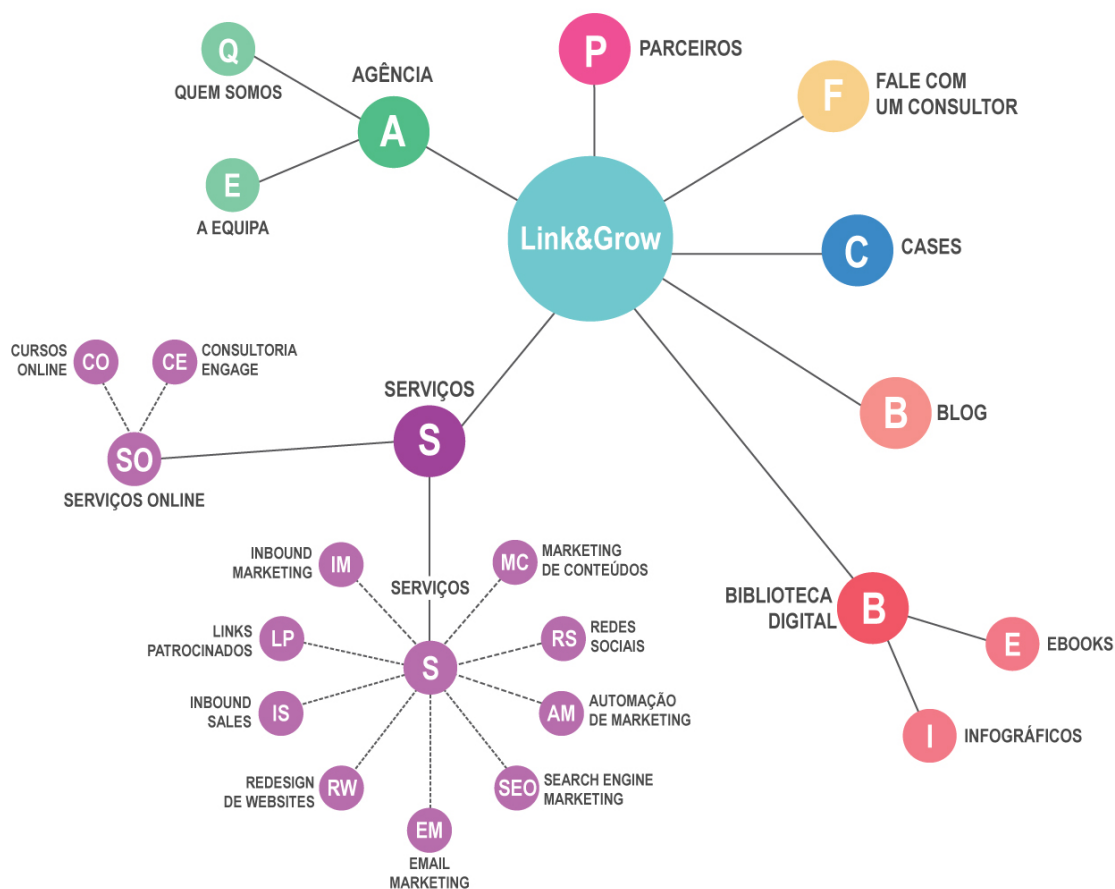 Q
QUEM SOMOS
AGÊNCIA
A
E
A EQUIPA
P
PARCEIROS
F
FALE COM
UM CONSULTOR
Link&Grow
C
CASES
B
BLOG
CURSOS
ONLINE
CO
CE
CONSULTORIA
ENGAGE
SO
SERVIÇOS ONLINE
SERVIÇOS
S
INBOUND
MARKETING
IM
SERVIÇOS
MC
MARKETING
DE CONTEÚDOS
LINKS
PATROCINADOS
LP
S
RS
REDES
SOCIAIS
INBOUND
SALES
IS
AM
AUTOMAÇÃO
DE MARKETING
REDESIGN
DE WEBSITES
RW
SEO
SEARCH ENGINE
MARKETING
EM
EMAIL
MARKETING
BIBLIOTECA
DIGITAL
B
E
EBOOKS
I
INFOGRÁFICOS